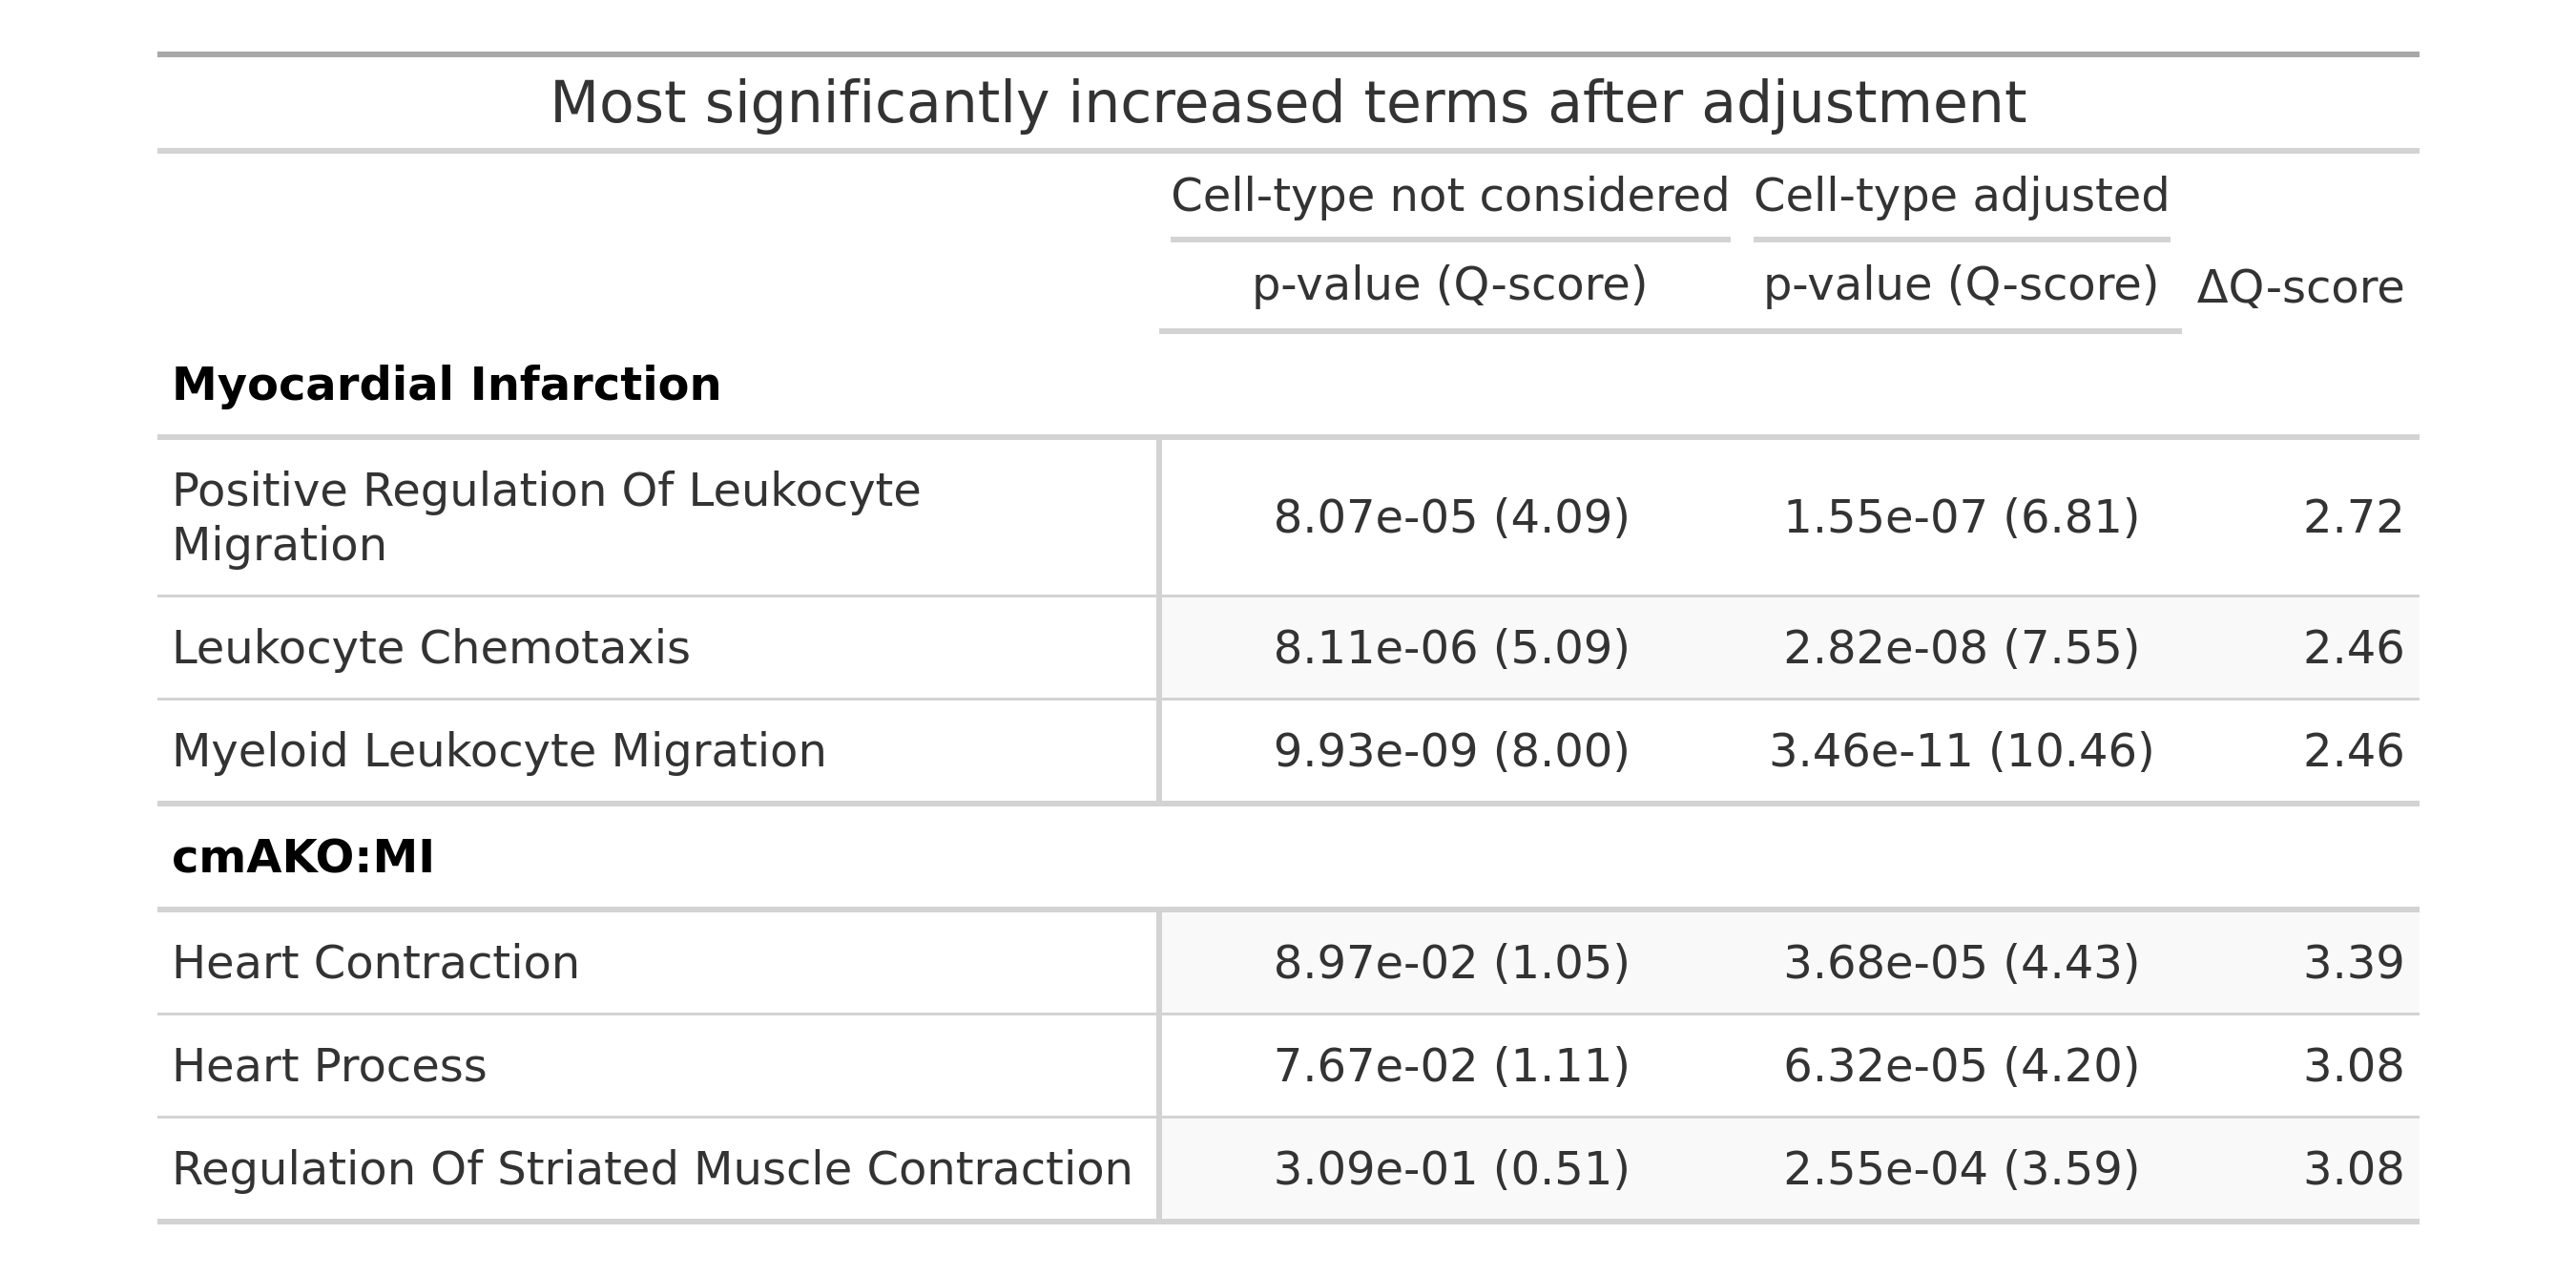 Most significantly increased terms after adjustment
Cell-type not considered Cell-type adjusted
p-value (Q-score) p-value (Q-score) ΔQ-score
Myocardial Infarction
Positive Regulation Of Leukocyte
Migration 8.07e-05 (4.09) 1.55e-07 (6.81) 2.72
Leukocyte Chemotaxis 8.11e-06 (5.09) 2.82e-08 (7.55) 2.46
Myeloid Leukocyte Migration 9.93e-09 (8.00) 3.46e-11 (10.46) 2.46
cmAKO:MI
Heart Contraction 8.97e-02 (1.05) 3.68e-05 (4.43) 3.39
Heart Process 7.67e-02 (1.11) 6.32e-05 (4.20) 3.08
Regulation Of Striated Muscle Contraction 3.09e-01 (0.51) 2.55e-04 (3.59) 3.08